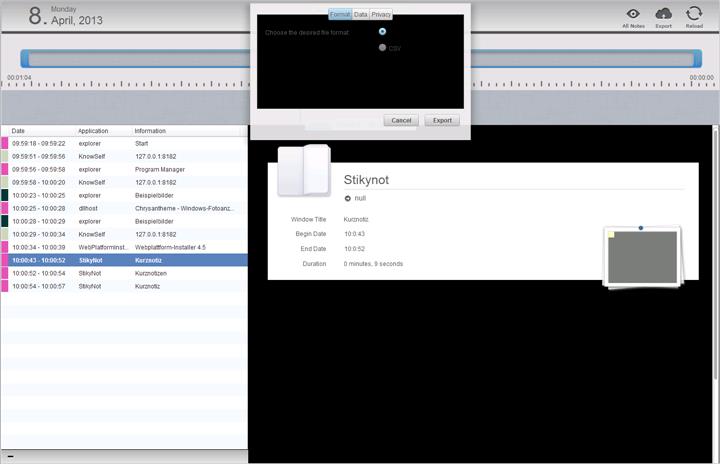 8. Monday
April, 2013
Format Data Privacy
Choose the desired file format:
CSV
Cancel Export
All Notes Export Reload
00:01:04 00:00:00
Date Application Information
09:59:18 - 09:59:22 explorer Start
09:59:51 - 09:59:56 KnowSelf 127.0.0.1:8182
09:59:56 - 09:59:58 explorer Program Manager
09:59:58 - 10:00:20 KnowSelf 127.0.0.1:8182
10:00:23 - 10:00:25 explorer Beispielbilder
10:00:25 - 10:00:28 dllhost Chrysantheme - Windows-Fotoanz...
10:00:28 - 10:00:29 explorer Beispielbilder
10:00:29 - 10:00:34 KnowSelf 127.0.0.1:8182
10:00:34 - 10:00:39 WebPlatforminst... Webplattform-Installer 4.5
10:00:43 - 10:00:52 StikyNot Kurznotiz
10:00:52 - 10:00:54 StikyNot Kurznotizen
10:00:54 - 10:00:57 StikyNot Kurznotiz
Stikynot
null
Window Title Kurznotiz
Begin Date 10:0:43
End Date 10:0:52
Duration 0 minutes, 9 seconds